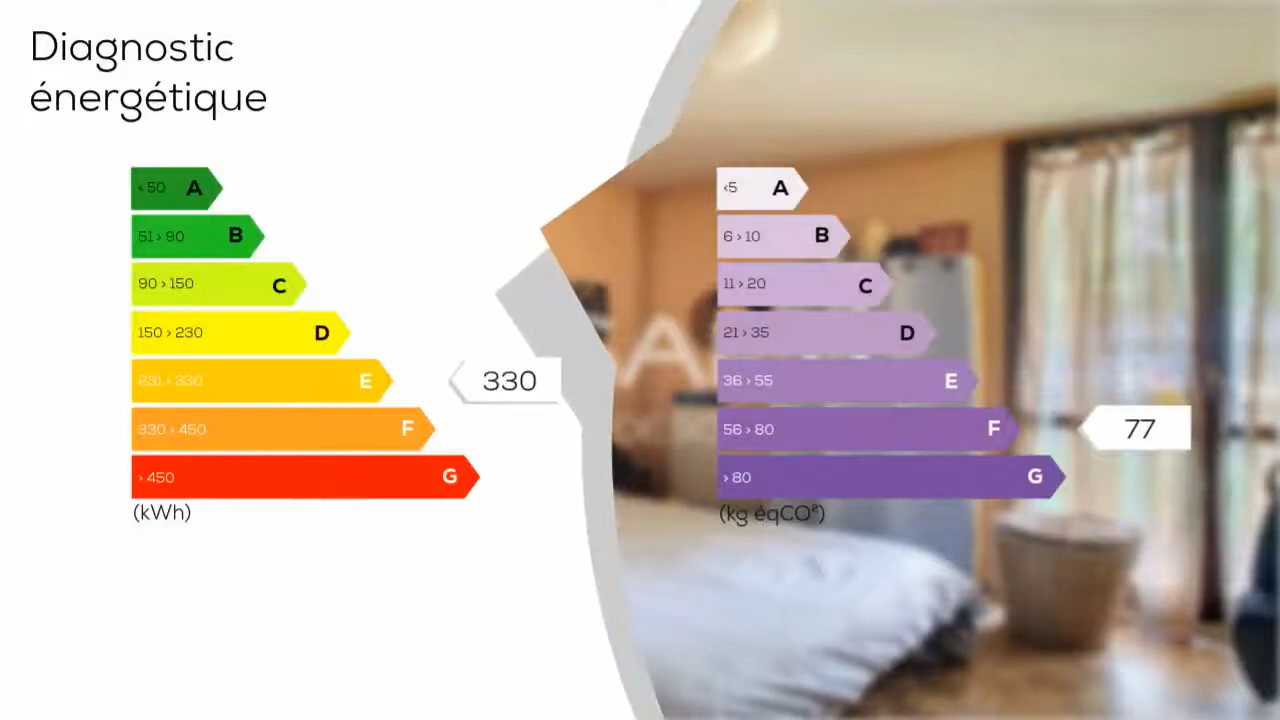 Diagnostic
énergétique
< 50 A
51 > 90 B
90 > 150 C
150 > 230 D
231 > 330 E
330
330 > 450 F
> 450 G
(kWh)
<5 A
6 > 10 B
11 > 20 C
21 > 35 D
36 > 55 E
56 > 80 F
77
> 80 G
(kg éqCO²)